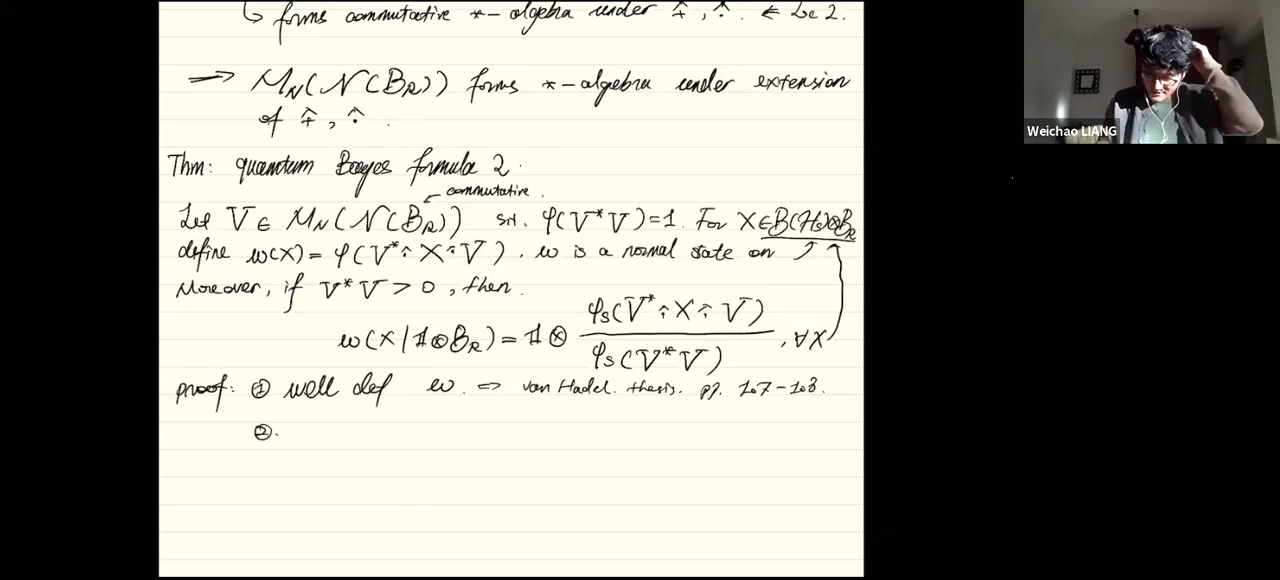 ↳ forms commutative *- algebra under ∓̂, ∴̂. ← Le 2.
→ M_N(N(B_R)) forms *-algebra under extension
of ∓̂, ∴̂.
Thm: quantum Bayes formula 2.
← commutative.
Let V ∈ M_N(N(B_R)) s.t. φ(V*V)=1. For X∈B(H_S)⊗B_R
define w(X) = φ(V* ∴̂ X ∴̂ V). w is a normal state on
Moreover, if V*V > 0, then.
w(X|1⊗B_R) = 1 ⊗ φ_S(V* ∴̂ X ∴̂ V) / φ_S(V*V), ∀X
proof: ① well def w. ⇒ van Handel. thesis. pp. 107-108.
②.
Weichao LIANG